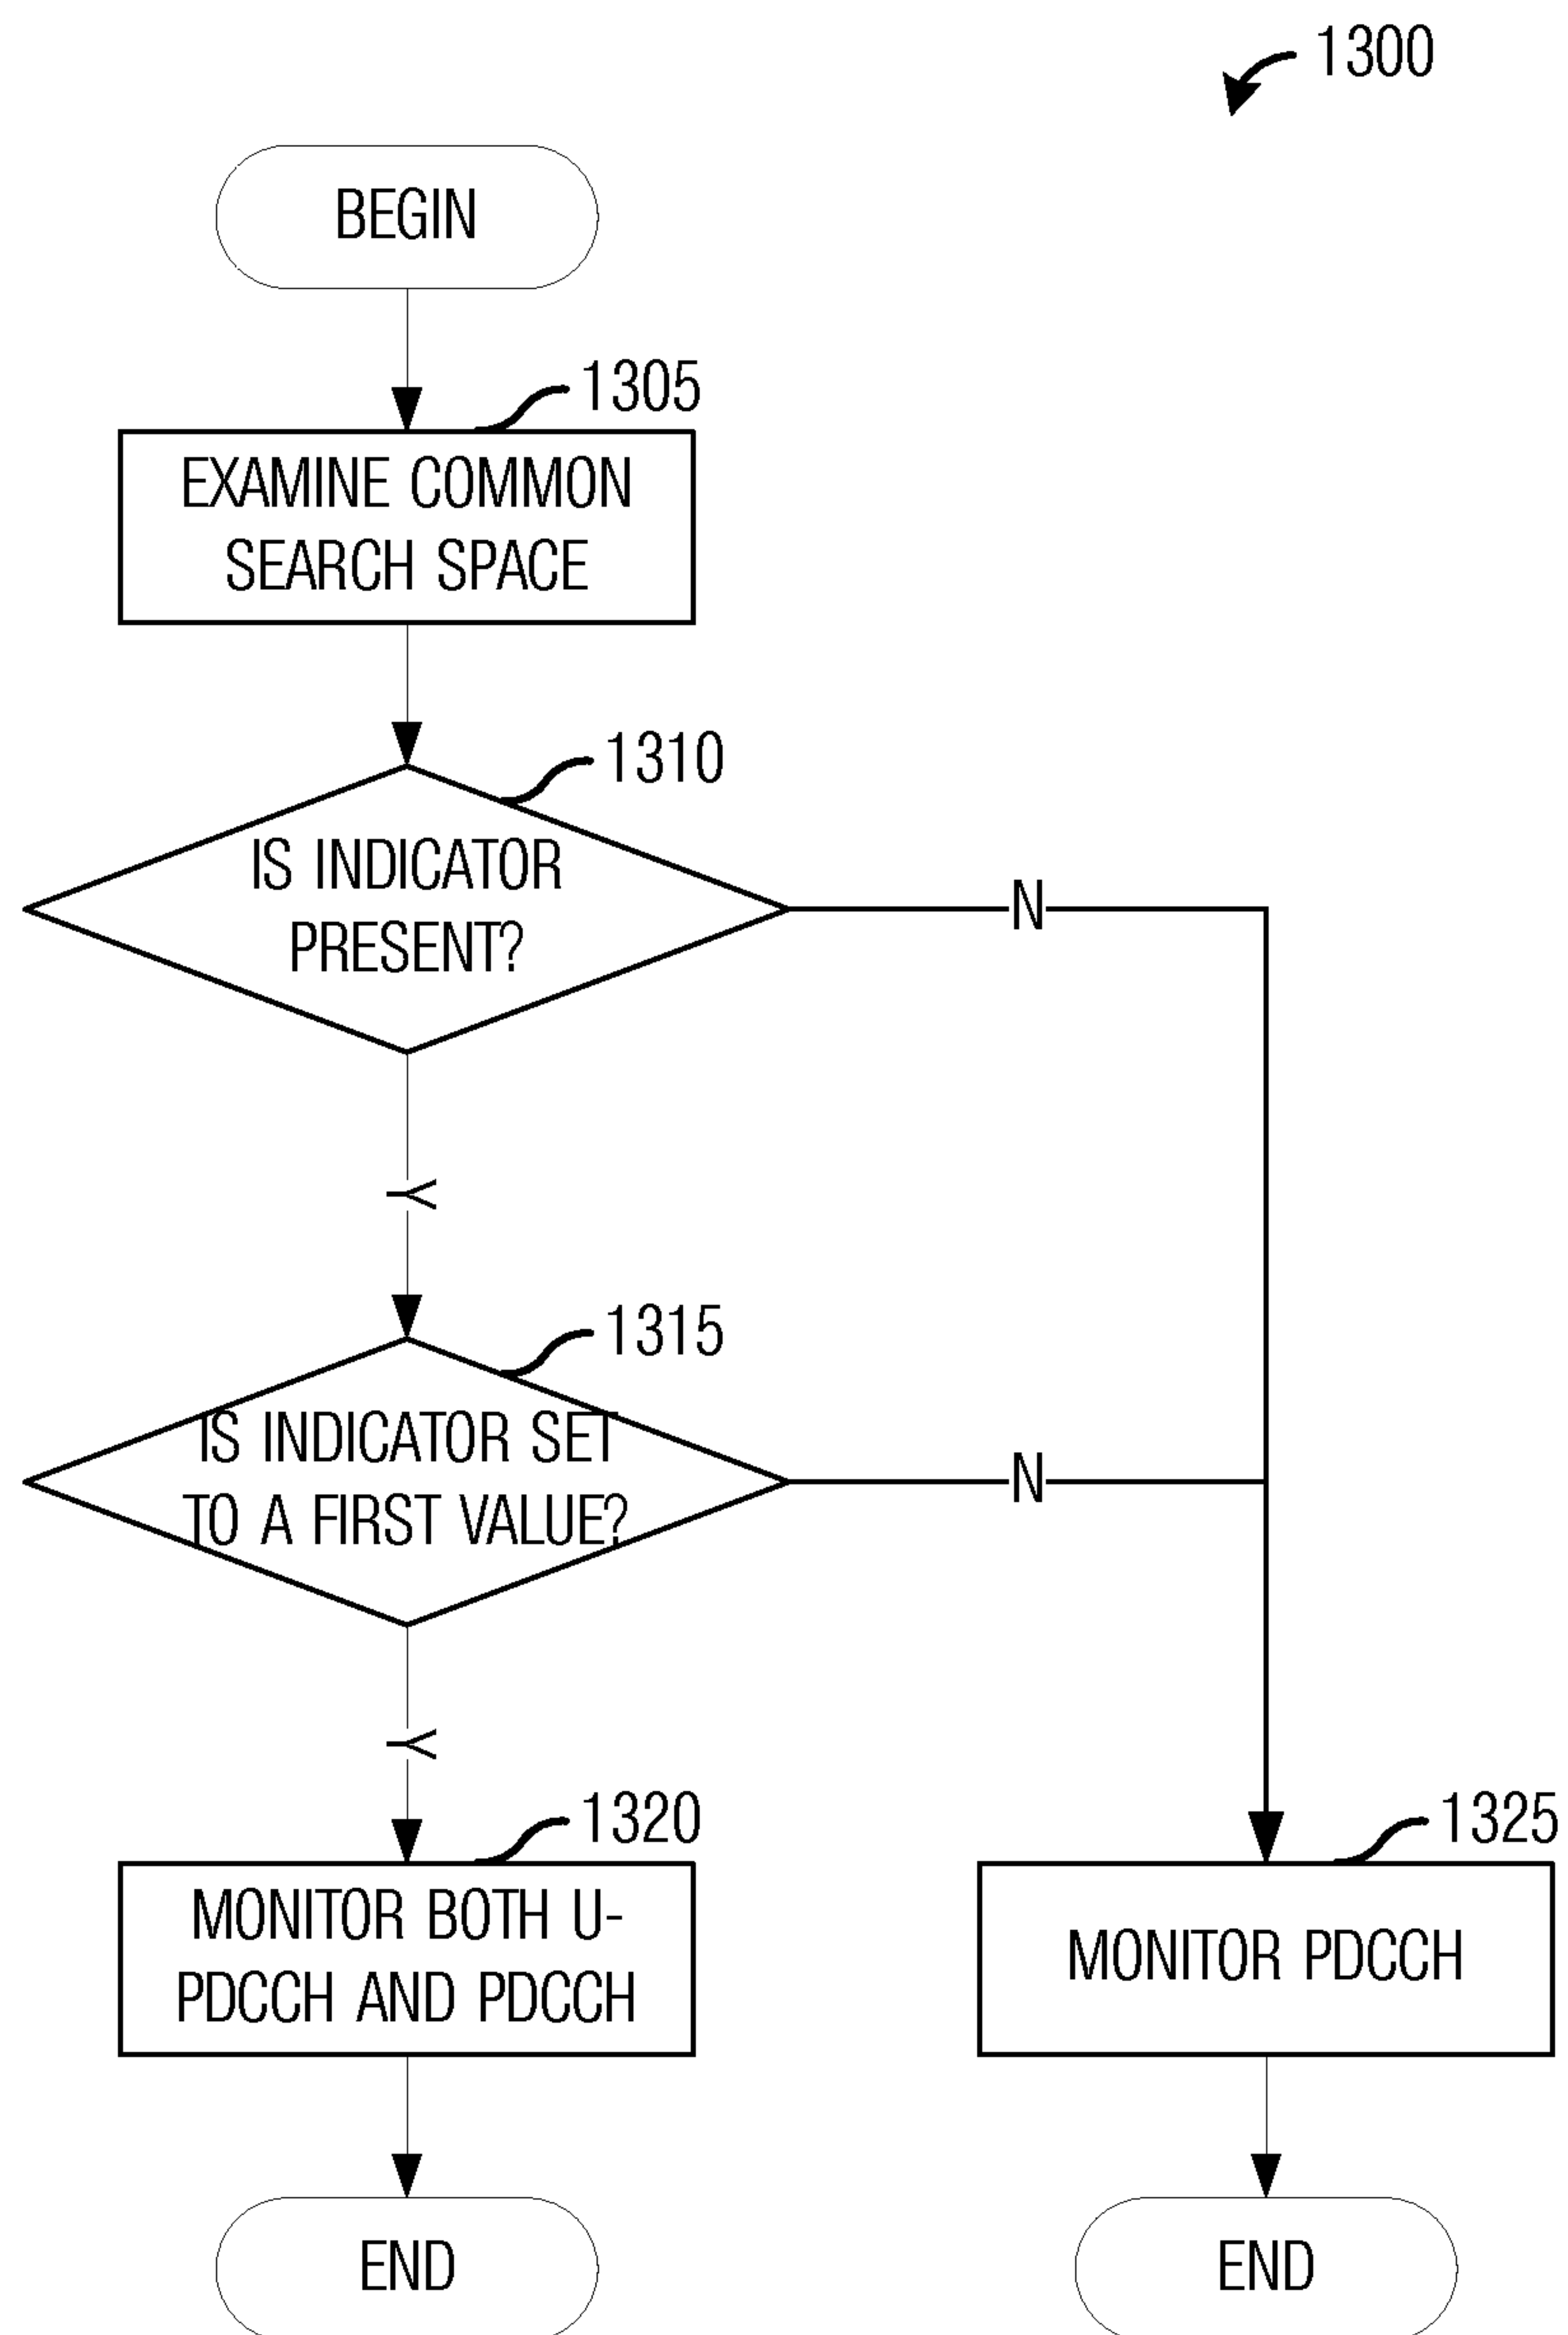 1300
BEGIN
1305
EXAMINE COMMON
SEARCH SPACE
1310
IS INDICATOR
PRESENT?
N
Y
1315
IS INDICATOR SET
TO A FIRST VALUE?
N
Y
1320
MONITOR BOTH U-
PDCCH AND PDCCH
1325
MONITOR PDCCH
END
END